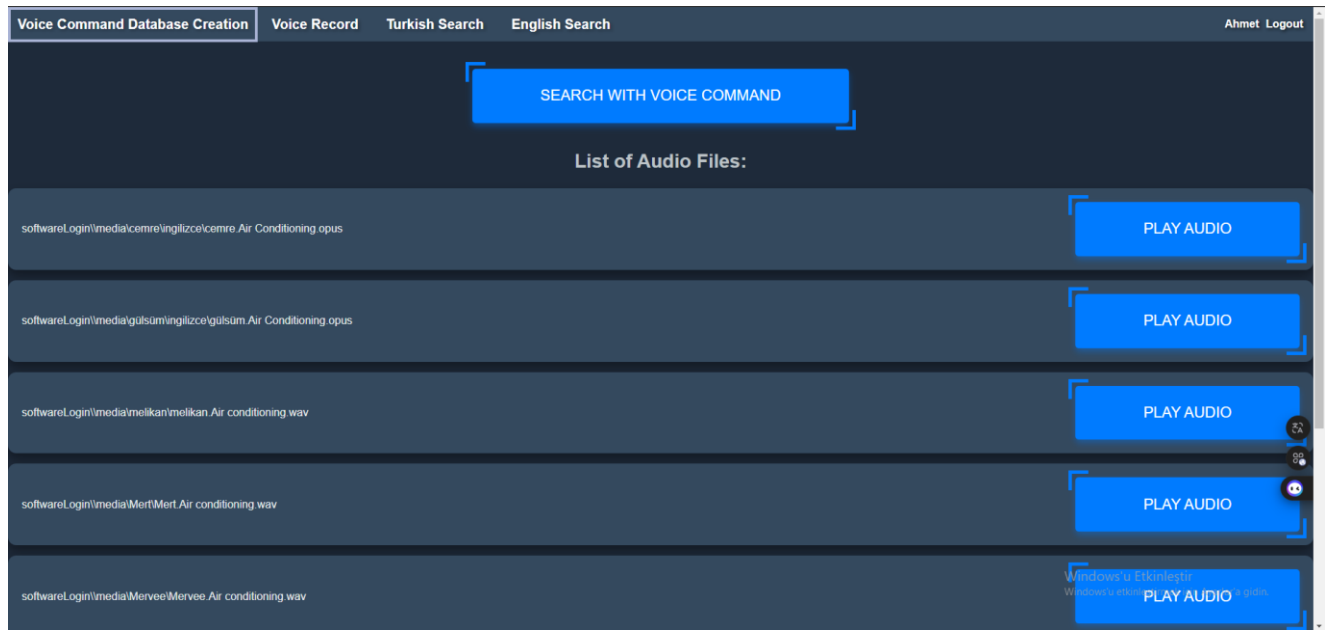 Voice Command Database Creation Voice Record Turkish Search English Search Ahmet Logout
SEARCH WITH VOICE COMMAND
List of Audio Files:
softwareLogin\\media\cemre\ingilizce\cemre.Air Conditioning.opus PLAY AUDIO
softwareLogin\\media\gülsüm\ingilizce\gülsüm.Air Conditioning.opus PLAY AUDIO
softwareLogin\\media\melikan\melikan.Air conditioning.wav PLAY AUDIO
softwareLogin\\media\Mert\Mert.Air conditioning.wav PLAY AUDIO
Windows'u Etkinleştir
softwareLogin\\media\Mervee\Mervee.Air conditioning.wav PLAY AUDIO
Windows'u gidin.